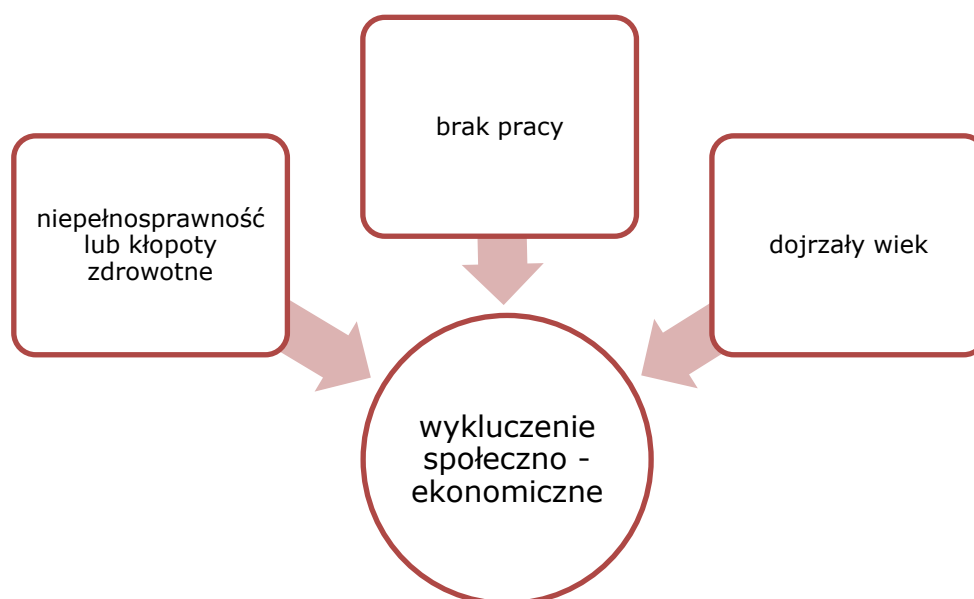 brak pracy
niepełnosprawność
lub kłopoty
zdrowotne
dojrzały wiek
wykluczenie
społeczno -
ekonomiczne